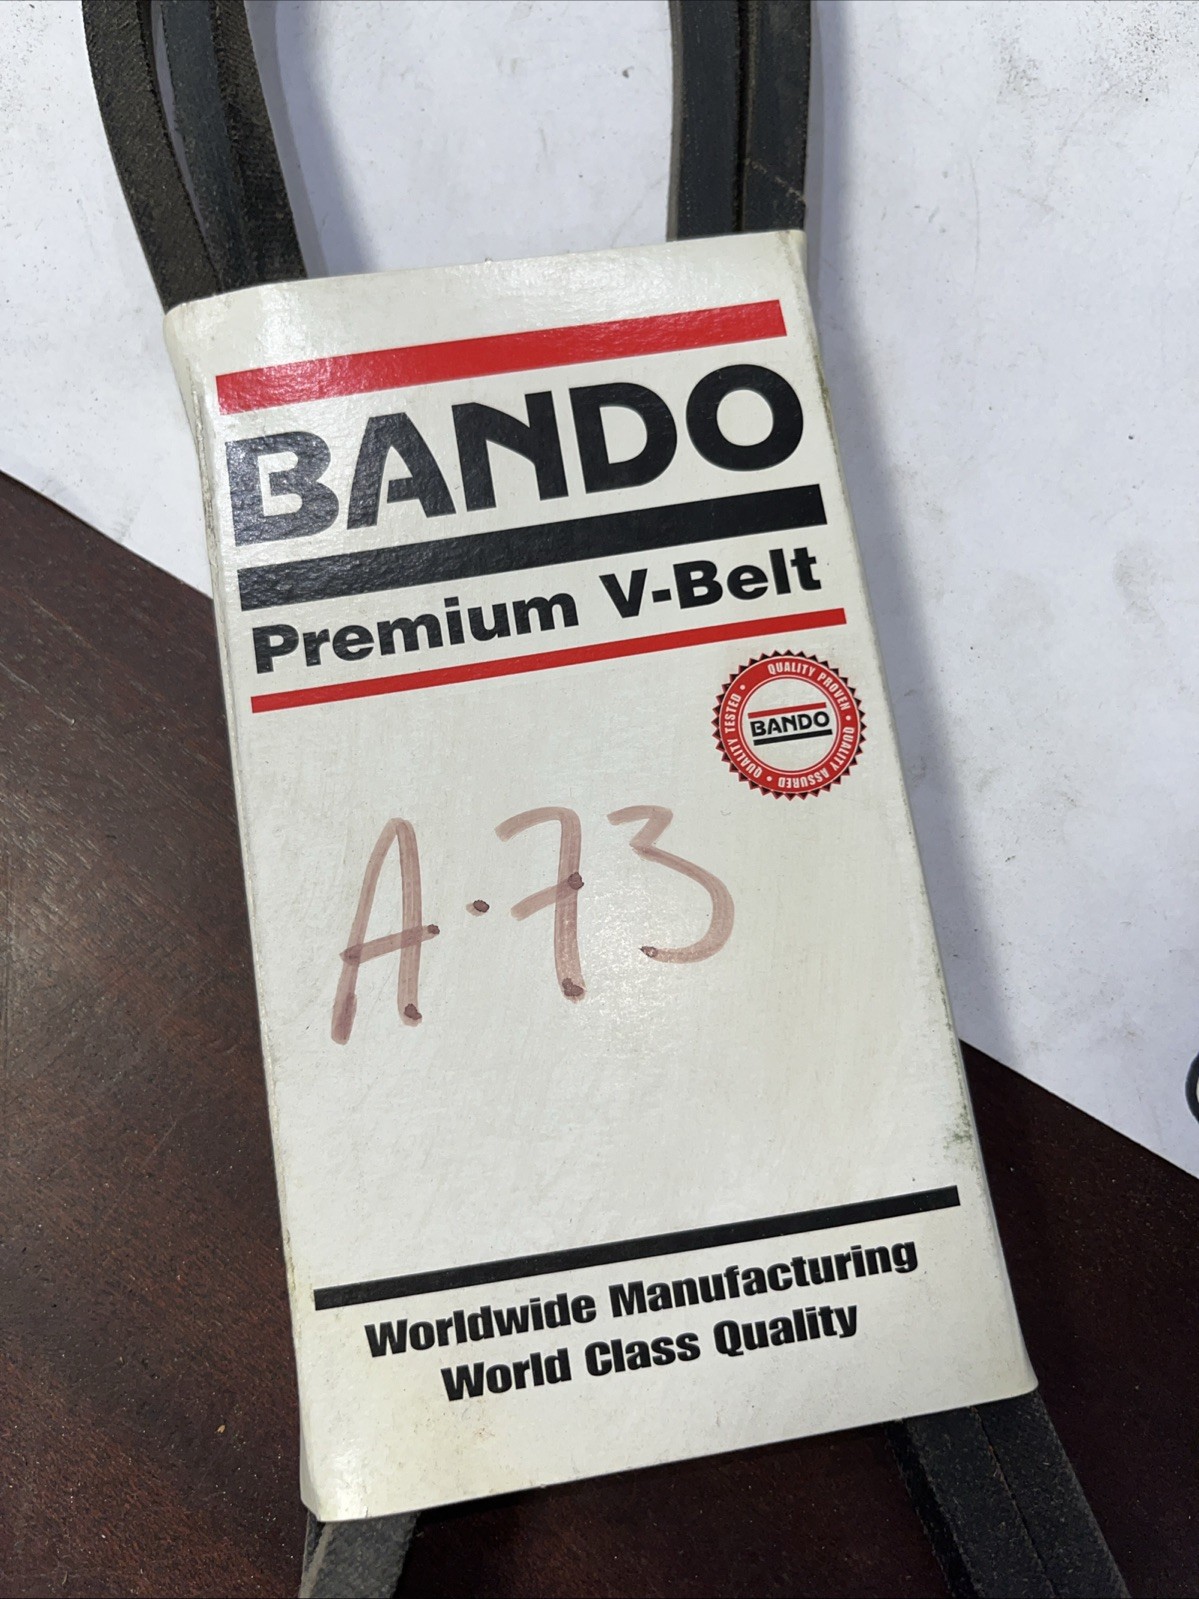 BANDO
Premium V-Belt
QUALITY PROVEN • QUALITY ASSURED • QUALITY TESTED •
BANDO
A·73
Worldwide Manufacturing
World Class Quality